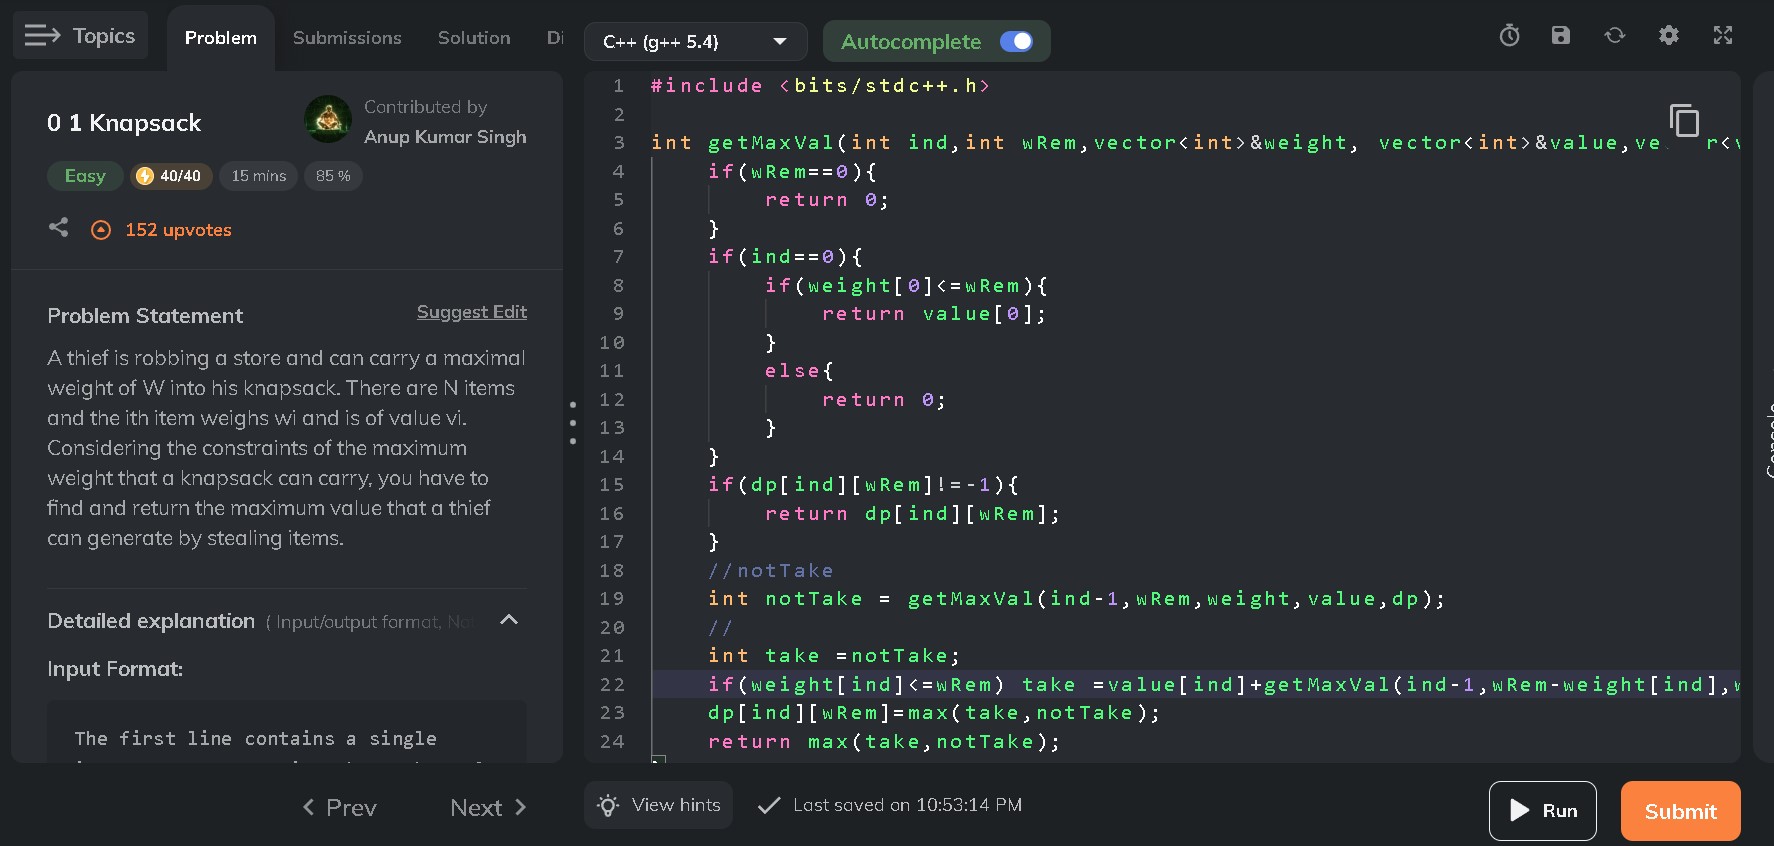 Topics
Problem
Submissions
Solution
Di
C++ (g++ 5.4)
Autocomplete
0 1 Knapsack
Contributed by
Anup Kumar Singh
Easy
40/40
15 mins
85 %
152 upvotes
Problem Statement
Suggest Edit
A thief is robbing a store and can carry a maximal
weight of W into his knapsack. There are N items
and the ith item weighs wi and is of value vi.
Considering the constraints of the maximum
weight that a knapsack can carry, you have to
find and return the maximum value that a thief
can generate by stealing items.
Detailed explanation ( Input/output format, Not
Input Format:
The first line contains a single
Prev
Next
1 #include <bits/stdc++.h>
2
3 int getMaxVal(int ind,int wRem,vector<int>&weight, vector<int>&value,ve r<v
4 if(wRem==0){
5 return 0;
6 }
7 if(ind==0){
8 if(weight[0]<=wRem){
9 return value[0];
10 }
11 else{
12 return 0;
13 }
14 }
15 if(dp[ind][wRem]!=-1){
16 return dp[ind][wRem];
17 }
18 //notTake
19 int notTake = getMaxVal(ind-1,wRem,weight,value,dp);
20 //
21 int take =notTake;
22 if(weight[ind]<=wRem) take =value[ind]+getMaxVal(ind-1,wRem-weight[ind],w
23 dp[ind][wRem]=max(take,notTake);
24 return max(take,notTake);
Console
View hints
Last saved on 10:53:14 PM
Run
Submit